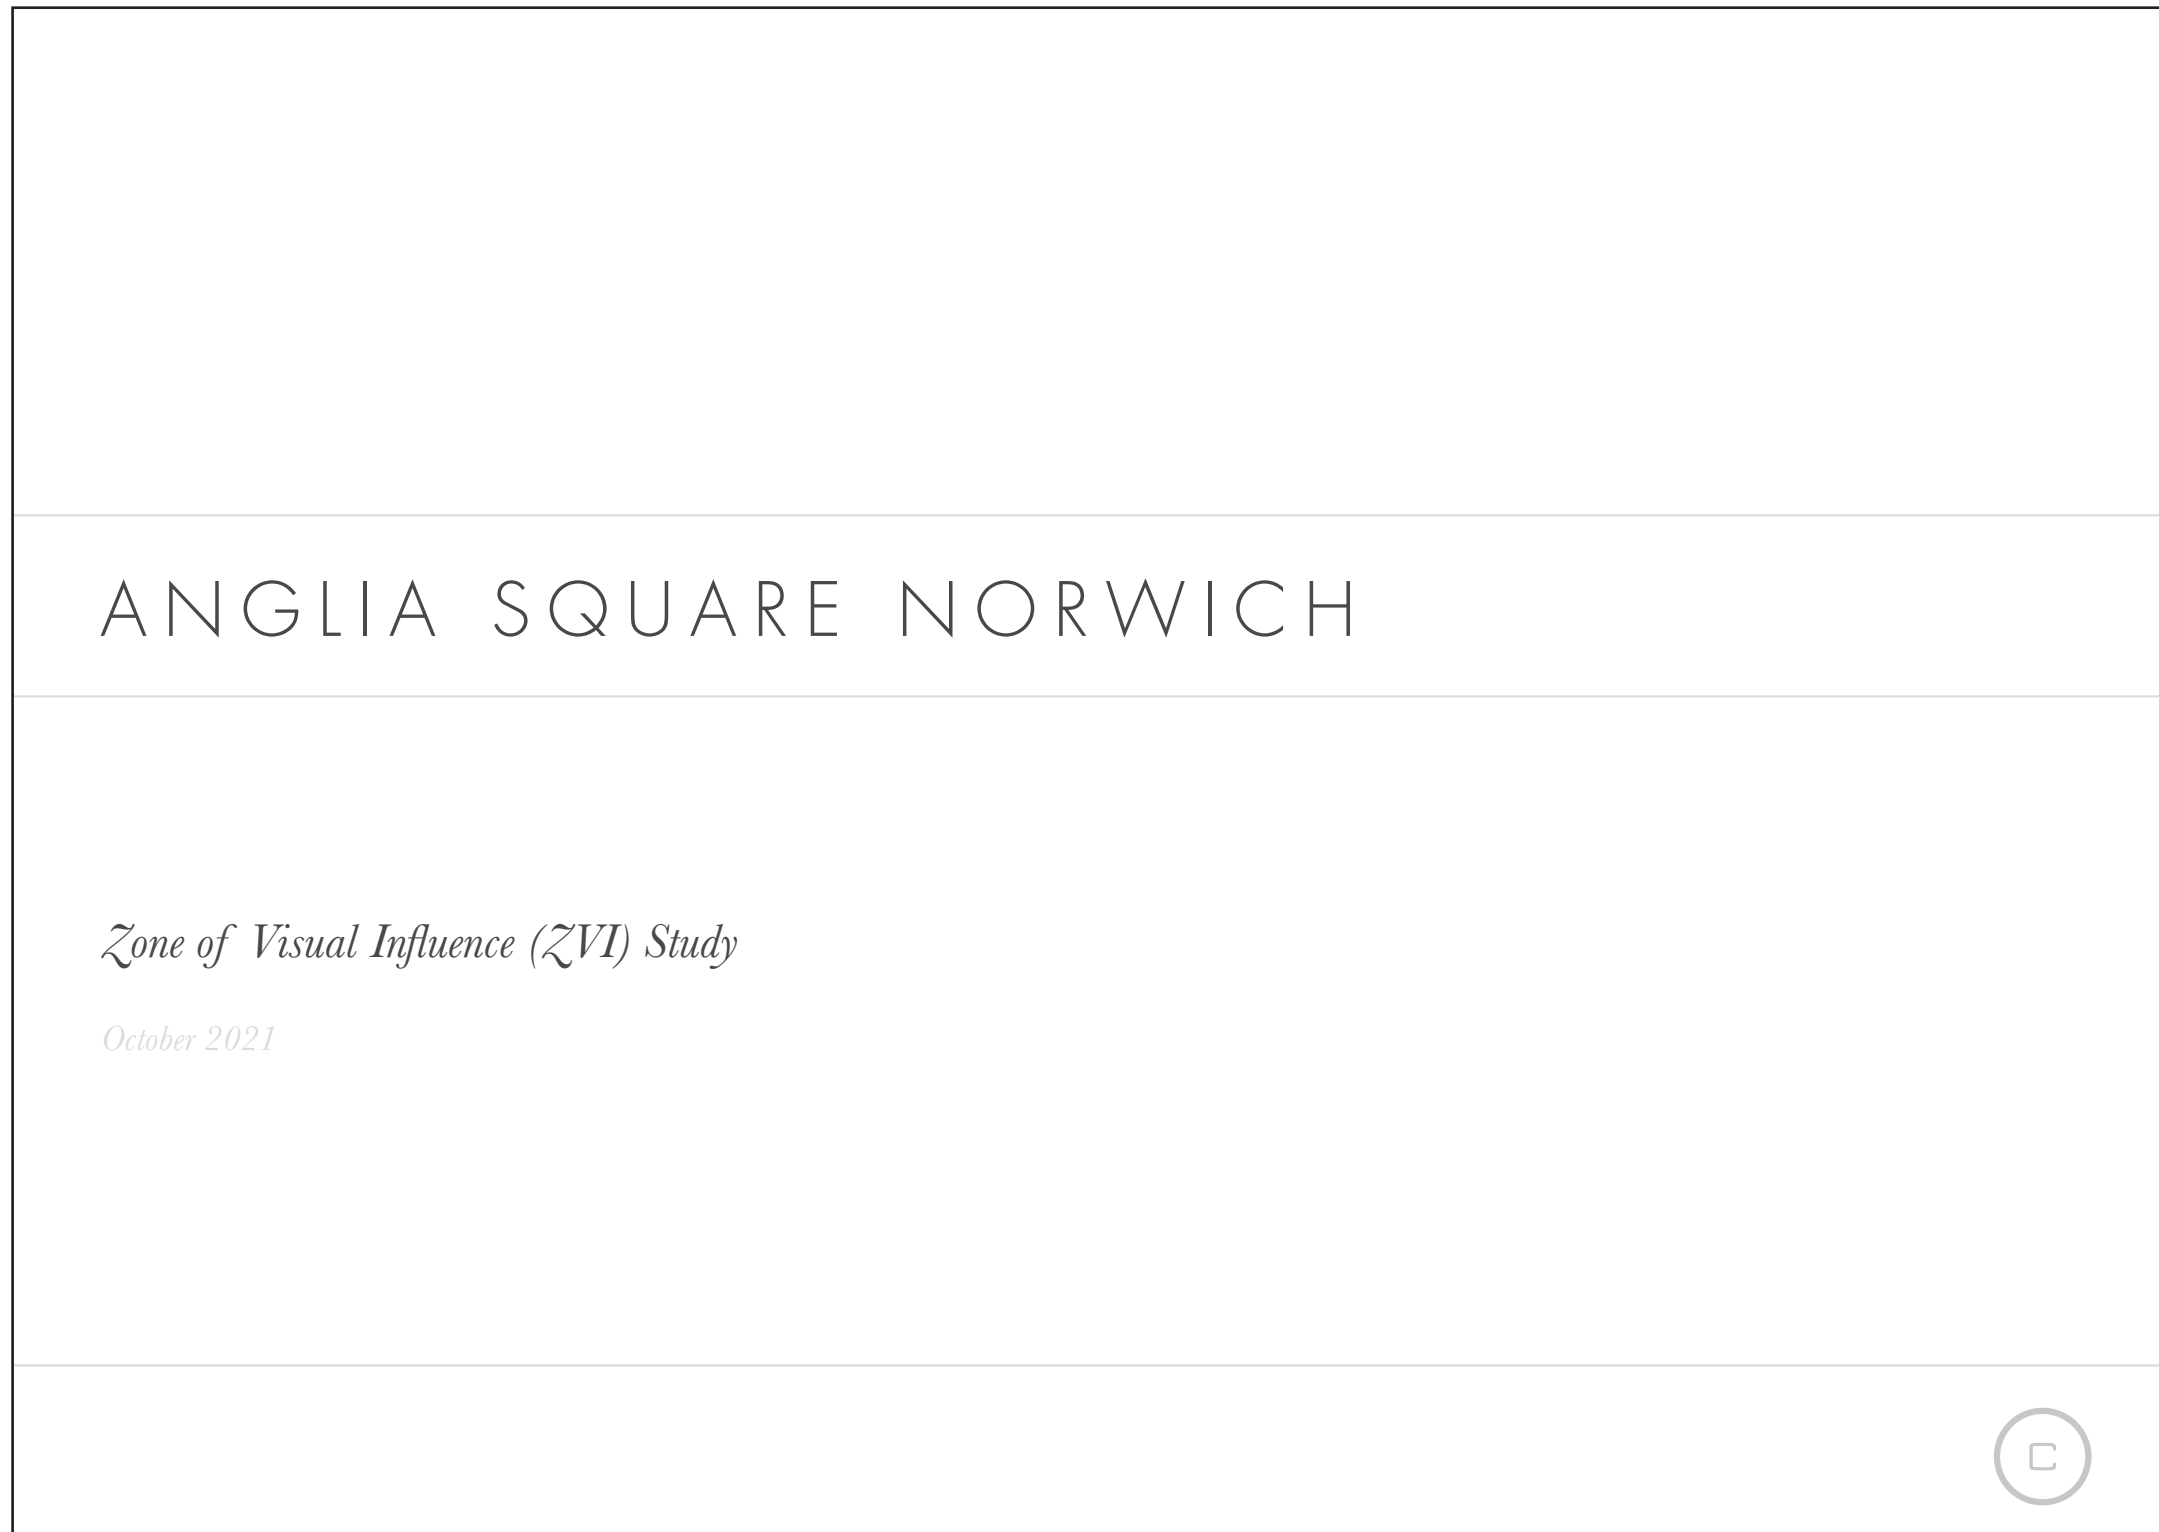 ANGLIA SQUARE NORWICH
Zone of Visual Influence (ZVI) Study
October 2021
C